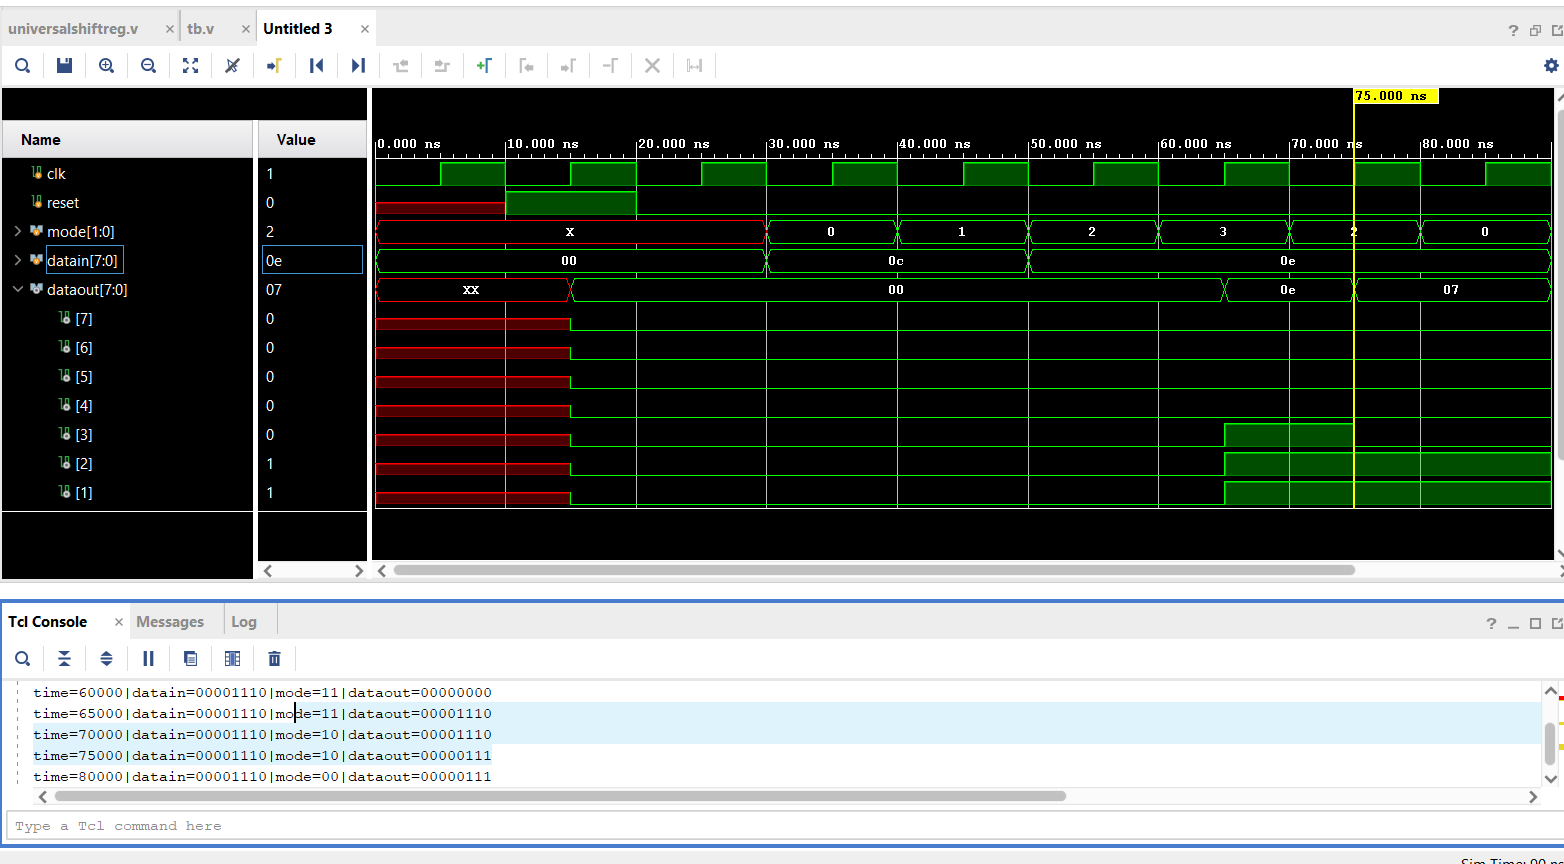 universalshiftreg.v × tb.v × Untitled 3 ×
?
75.000 ns
Name Value
0.000 ns 10.000 ns 20.000 ns 30.000 ns 40.000 ns 50.000 ns 60.000 ns 70.000 ns 80.000 ns
clk 1
reset 0
mode[1:0] 2 X 0 1 2 3 2 0
datain[7:0] 0e 00 0c 0e
dataout[7:0] 07 XX 00 0e 07
[7] 0
[6] 0
[5] 0
[4] 0
[3] 0
[2] 1
[1] 1
Tcl Console × Messages Log
?
time=60000|datain=00001110|mode=11|dataout=00000000
time=65000|datain=00001110|mode=11|dataout=00001110
time=70000|datain=00001110|mode=10|dataout=00001110
time=75000|datain=00001110|mode=10|dataout=00000111
time=80000|datain=00001110|mode=00|dataout=00000111
Type a Tcl command here
Sim Time: 90 ns